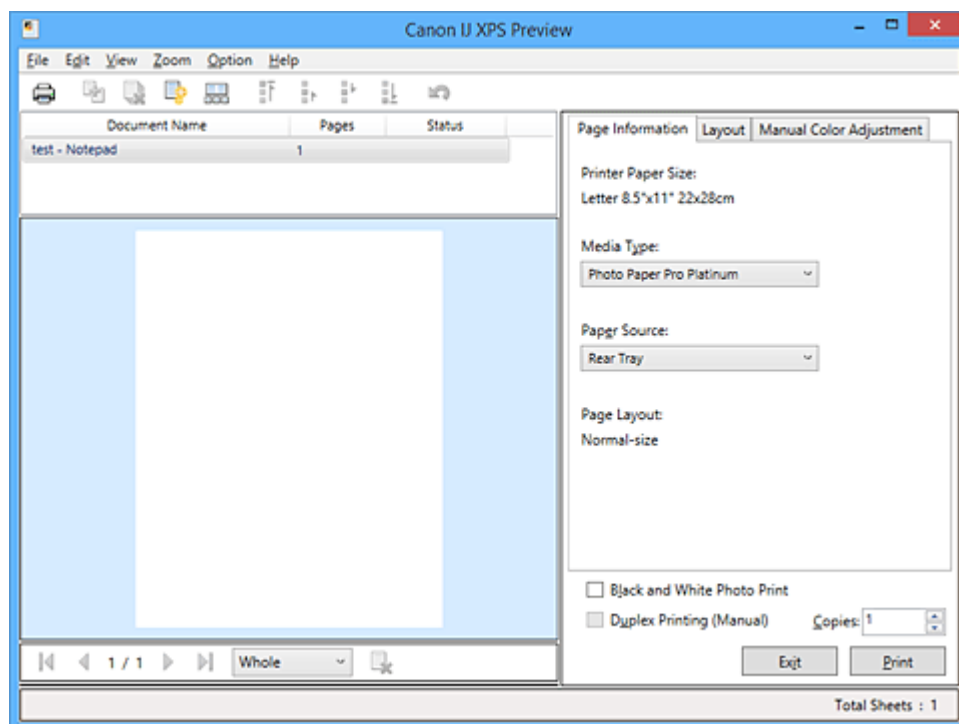 Canon IJ XPS Preview
File Edit View Zoom Option Help
Document Name Pages Status
test - Notepad 1
Page Information Layout Manual Color Adjustment
Printer Paper Size:
Letter 8.5"x11" 22x28cm
Media Type:
Photo Paper Pro Platinum
Paper Source:
Rear Tray
Page Layout:
Normal-size
Black and White Photo Print
Duplex Printing (Manual) Copies: 1
1 / 1 Whole
Exit Print
Total Sheets : 1